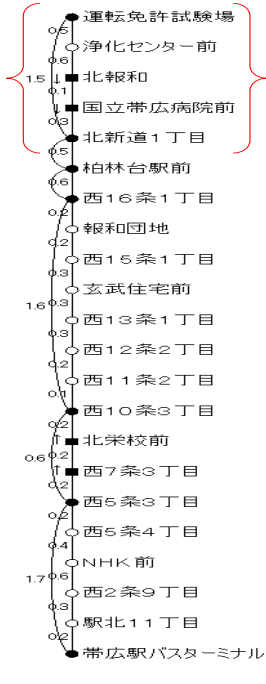 運転免許試験場
0.5
浄化センター前
0.6
北報和
1.5
↓
0.1
国立帯広病院前
↓
0.3
北新道1丁目
0.5
柏林台駅前
0.6
西16条1丁目
0.2
報和団地
0.2
西15条1丁目
0.3
玄武住宅前
1.6
0.3
西13条1丁目
0.3
西12条2丁目
0.2
西11条2丁目
0.1
西10条3丁目
0.2
北栄校前
↑
0.6
0.2
西7条3丁目
↑
0.2
西5条3丁目
0.2
西5条4丁目
0.4
NHK前
1.7
0.6
西2条9丁目
0.3
駅北11丁目
0.2
帯広駅バスターミナル